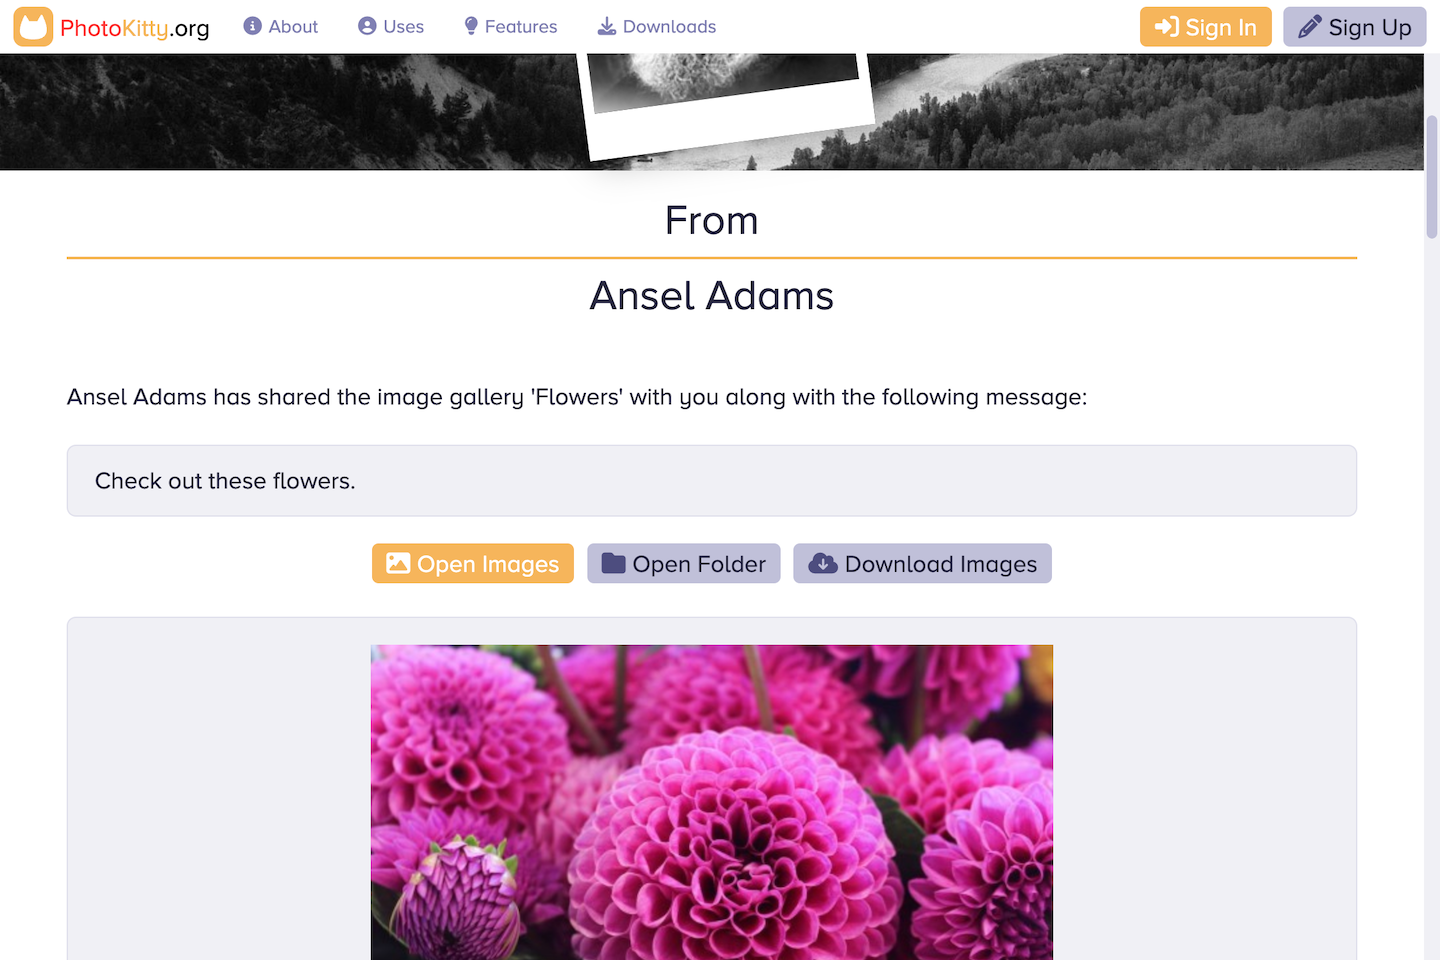 PhotoKitty.org
About
Uses
Features
Downloads
Sign In
Sign Up
From
Ansel Adams
Ansel Adams has shared the image gallery 'Flowers' with you along with the following message:
Check out these flowers.
Open Images
Open Folder
Download Images